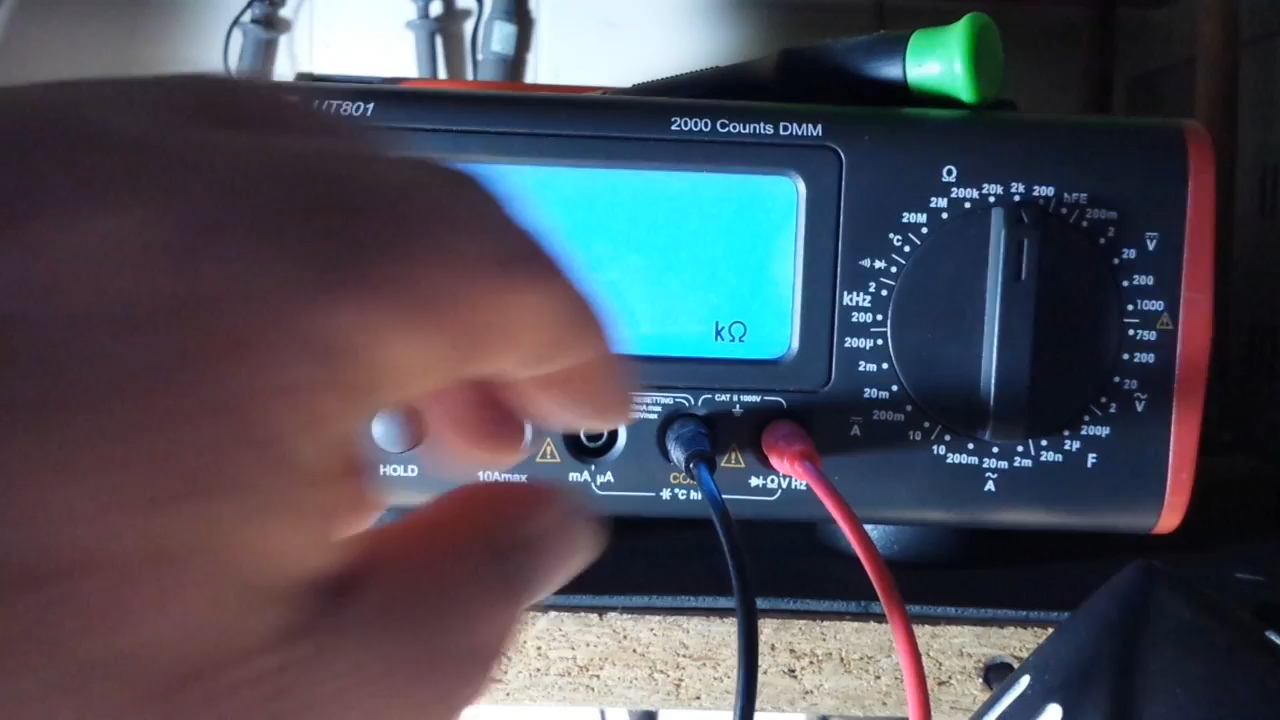 UT801
2000 Counts DMM
kΩ
Ω
2M 200k 20k 2k 200 hFE
20M
200m
2
V
20
200
1000
750
200
20
V
2
200µ
F
2µ
20n
2m
20m
A
200m
10
°C
2
kHz
200
200µ
2m
20m
200m
A
10
CAT II 1000V
HOLD
10Amax
mA µA
ΩV Hz
°C